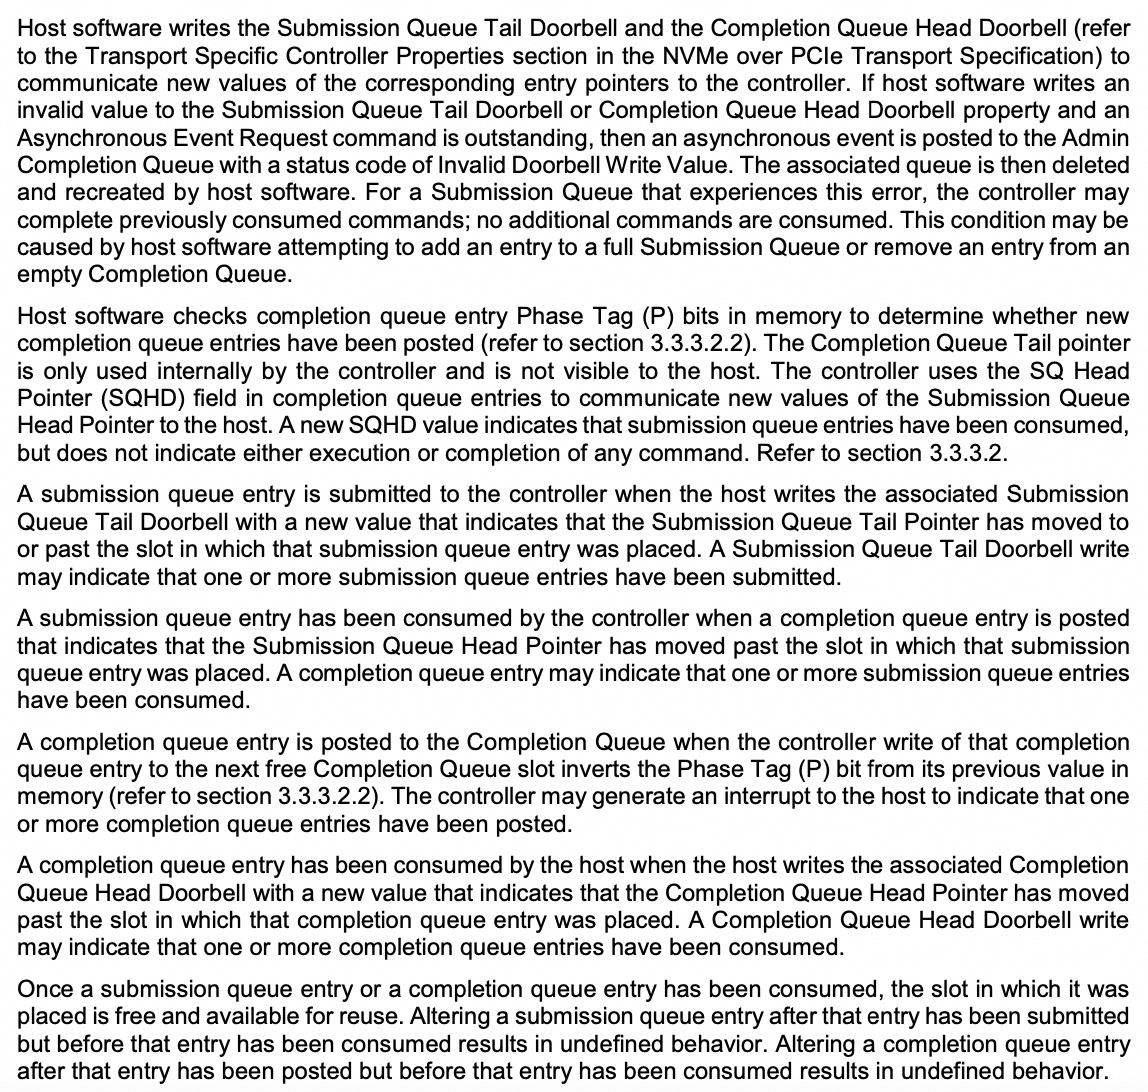 Host software writes the Submission Queue Tail Doorbell and the Completion Queue Head Doorbell (refer
to the Transport Specific Controller Properties section in the NVMe over PCIe Transport Specification) to
communicate new values of the corresponding entry pointers to the controller. If host software writes an
invalid value to the Submission Queue Tail Doorbell or Completion Queue Head Doorbell property and an
Asynchronous Event Request command is outstanding, then an asynchronous event is posted to the Admin
Completion Queue with a status code of Invalid Doorbell Write Value. The associated queue is then deleted
and recreated by host software. For a Submission Queue that experiences this error, the controller may
complete previously consumed commands; no additional commands are consumed. This condition may be
caused by host software attempting to add an entry to a full Submission Queue or remove an entry from an
empty Completion Queue.
Host software checks completion queue entry Phase Tag (P) bits in memory to determine whether new
completion queue entries have been posted (refer to section 3.3.3.2.2). The Completion Queue Tail pointer
is only used internally by the controller and is not visible to the host. The controller uses the SQ Head
Pointer (SQHD) field in completion queue entries to communicate new values of the Submission Queue
Head Pointer to the host. A new SQHD value indicates that submission queue entries have been consumed,
but does not indicate either execution or completion of any command. Refer to section 3.3.3.2.
A submission queue entry is submitted to the controller when the host writes the associated Submission
Queue Tail Doorbell with a new value that indicates that the Submission Queue Tail Pointer has moved to
or past the slot in which that submission queue entry was placed. A Submission Queue Tail Doorbell write
may indicate that one or more submission queue entries have been submitted.
A submission queue entry has been consumed by the controller when a completion queue entry is posted
that indicates that the Submission Queue Head Pointer has moved past the slot in which that submission
queue entry was placed. A completion queue entry may indicate that one or more submission queue entries
have been consumed.
A completion queue entry is posted to the Completion Queue when the controller write of that completion
queue entry to the next free Completion Queue slot inverts the Phase Tag (P) bit from its previous value in
memory (refer to section 3.3.3.2.2). The controller may generate an interrupt to the host to indicate that one
or more completion queue entries have been posted.
A completion queue entry has been consumed by the host when the host writes the associated Completion
Queue Head Doorbell with a new value that indicates that the Completion Queue Head Pointer has moved
past the slot in which that completion queue entry was placed. A Completion Queue Head Doorbell write
may indicate that one or more completion queue entries have been consumed.
Once a submission queue entry or a completion queue entry has been consumed, the slot in which it was
placed is free and available for reuse. Altering a submission queue entry after that entry has been submitted
but before that entry has been consumed results in undefined behavior. Altering a completion queue entry
after that entry has been posted but before that entry has been consumed results in undefined behavior.